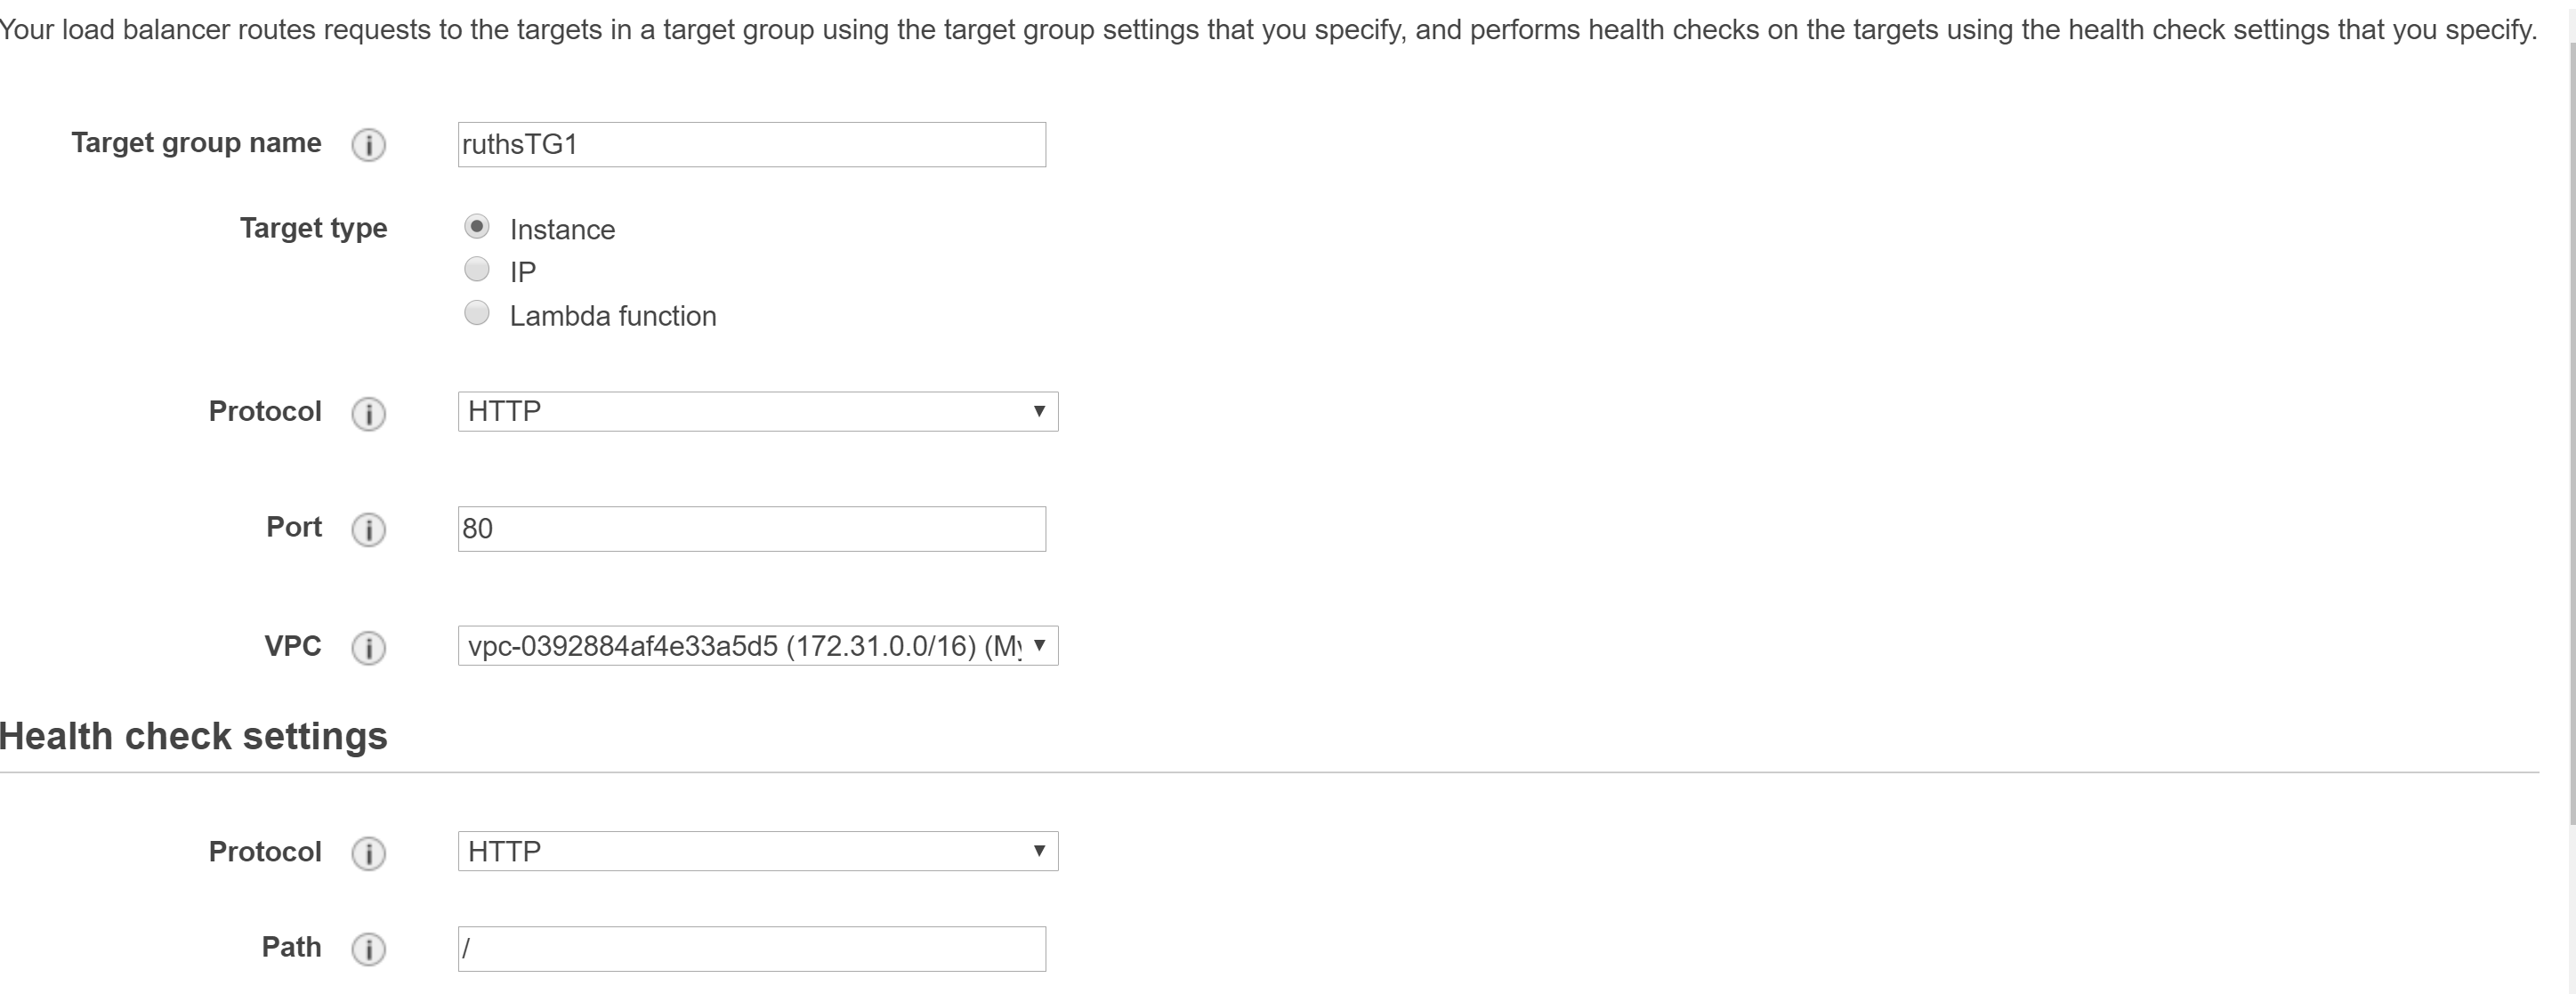 Your load balancer routes requests to the targets in a target group using the target group settings that you specify, and performs health checks on the targets using the health check settings that you specify.
Target group name i ruthsTG1
Target type Instance
IP
Lambda function
Protocol i HTTP
Port i 80
VPC i vpc-0392884af4e33a5d5 (172.31.0.0/16) (My
Health check settings
Protocol i HTTP
Path i /